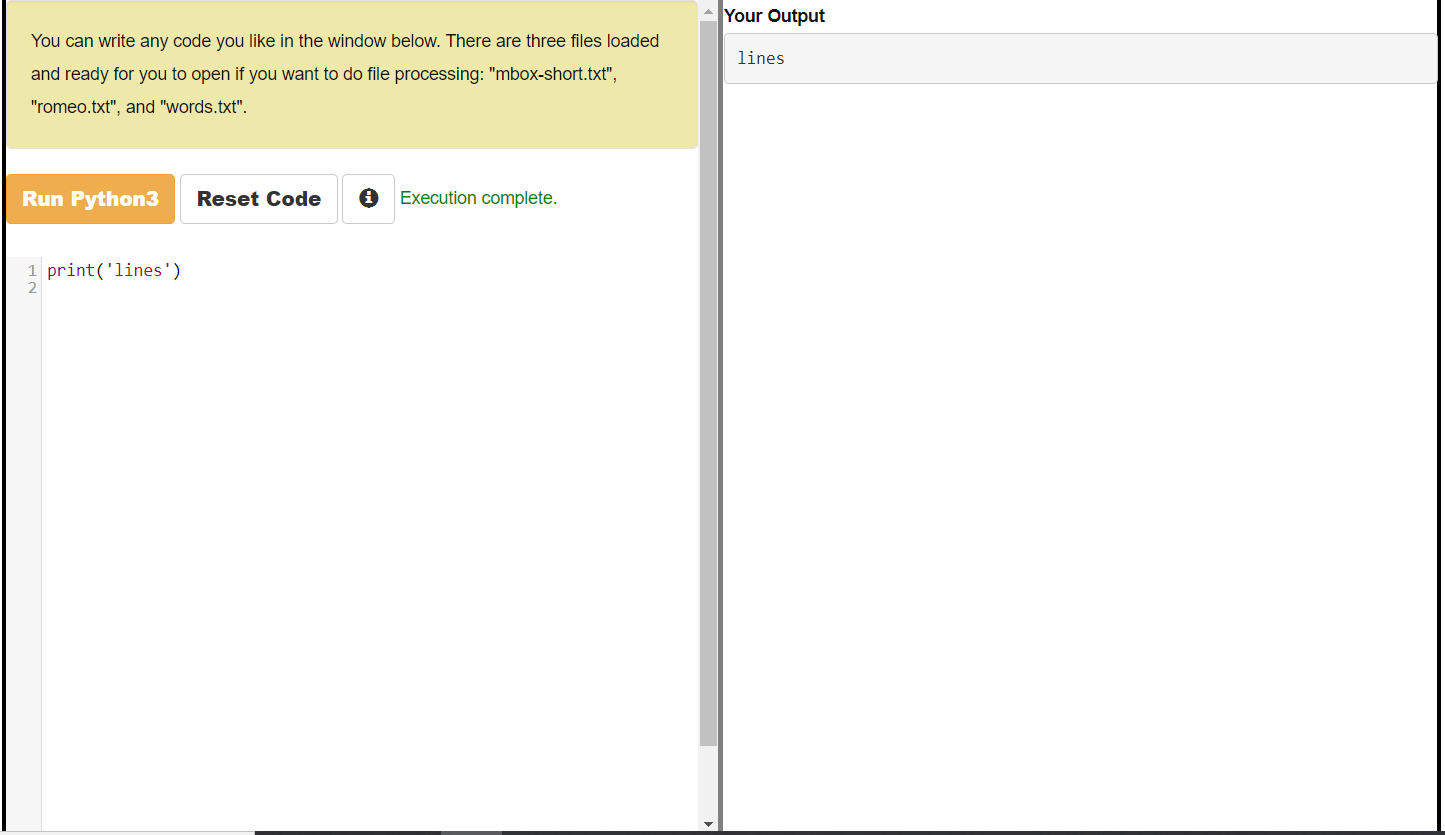 You can write any code you like in the window below. There are three files loaded
and ready for you to open if you want to do file processing: "mbox-short.txt",
"romeo.txt", and "words.txt".
Run Python3 Reset Code Execution complete.
1 print('lines')
2
Your Output
lines